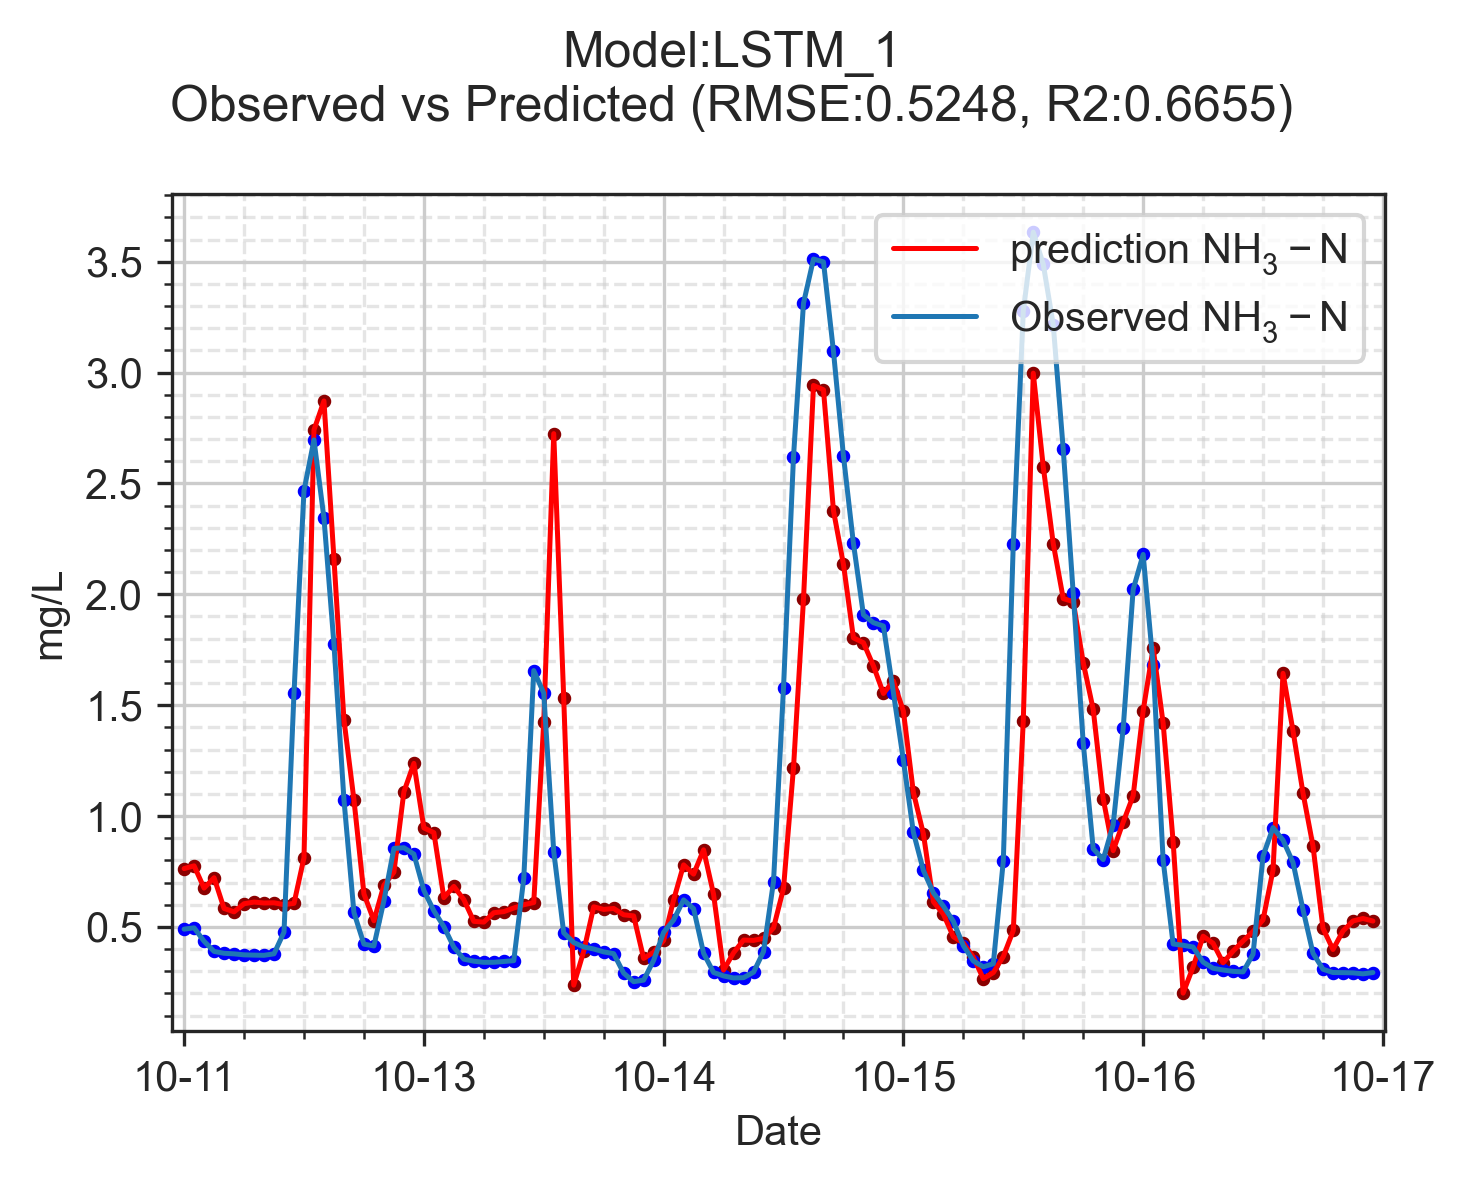 Model:LSTM_1
Observed vs Predicted (RMSE:0.5248, R2:0.6655)
prediction NH₃ − N
Observed NH₃ − N
3.5
3.0
2.5
2.0
1.5
1.0
0.5
mg/L
10-11 10-13 10-14 10-15 10-16 10-17
Date